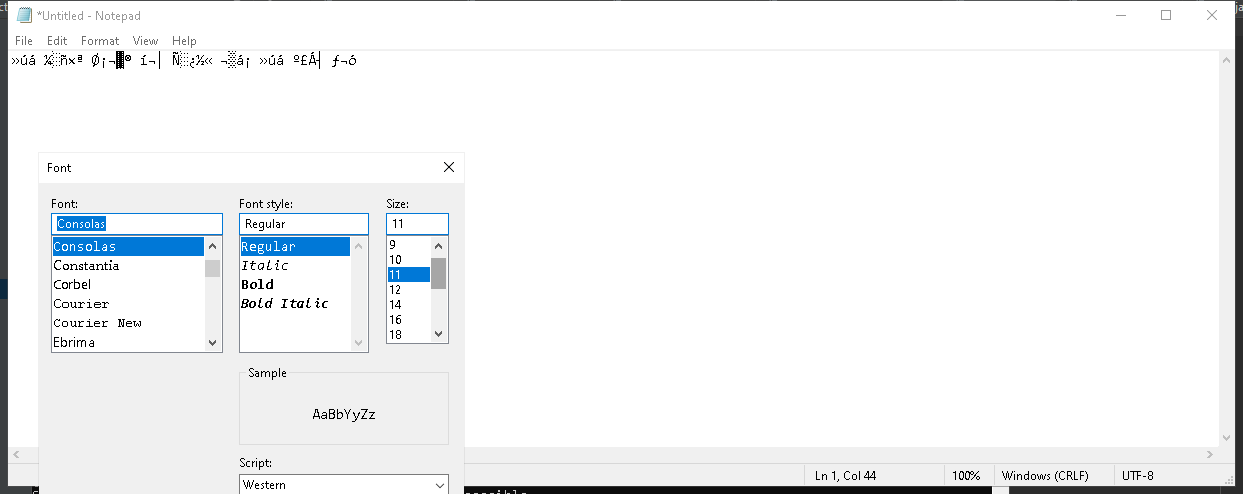 *Untitled - Notepad
File Edit Format View Help
»úá ¼░ñ×ª Ø¡¬▓® í¬│ Ñ░¿½« ¬▒á¡ »úá º£Á┤ ƒ¬ó
Font
Font: Font style: Size:
Consolas Regular 11
Consolas Regular 9
Constantia Italic 10
Corbel Bold 11
Courier Bold Italic 12
Courier New 14
Ebrima 16
18
Sample
AaBbYyZz
Script:
Western
Ln 1, Col 44 100% Windows (CRLF) UTF-8